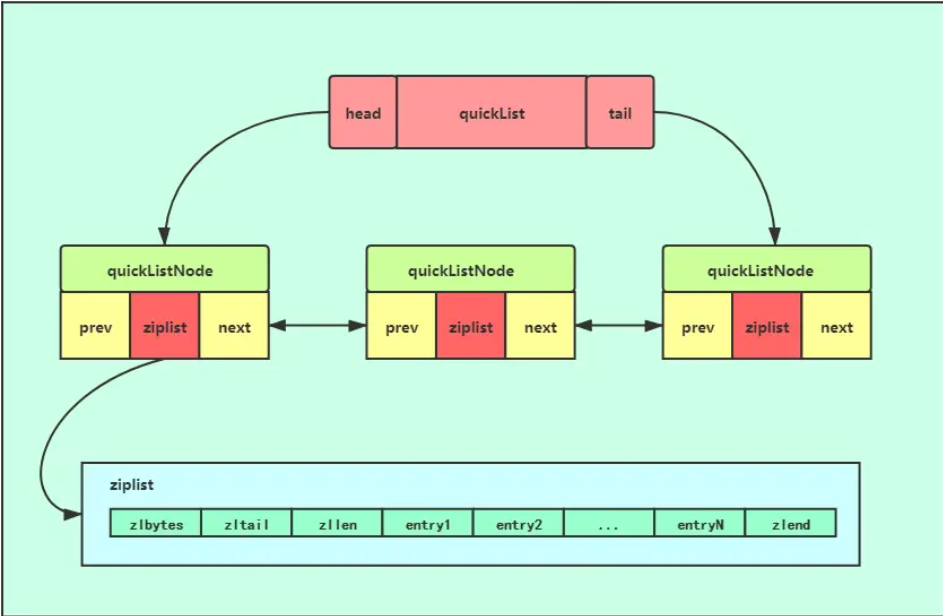 head quickList tail
quickListNode quickListNode quickListNode
prev ziplist next prev ziplist next prev ziplist next
ziplist
zlbytes zltail zllen entry1 entry2 ... entryN zlend